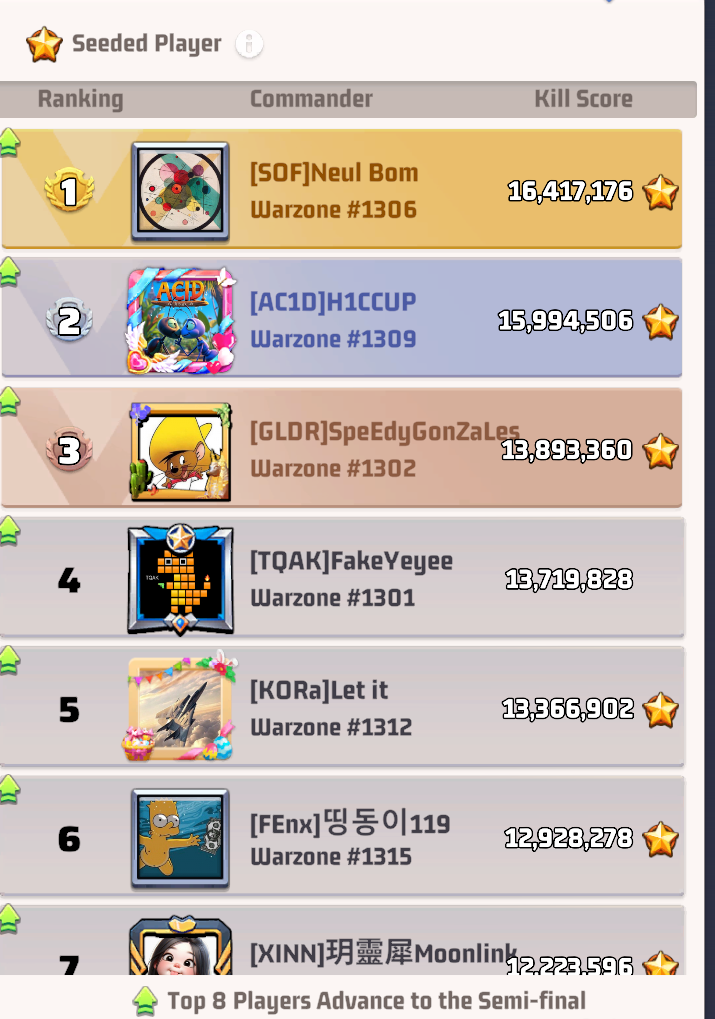 Seeded Player
Ranking Commander Kill Score
1
[SOF]Neul Bom
Warzone #1306
16,417,176
2
ACID
[AC1D]H1CCUP
Warzone #1309
15,994,506
3
[GLDR]SpeEdyGonZaLes
Warzone #1302
13,893,360
4
TQAK
[TQAK]FakeYeyee
Warzone #1301
13,719,828
5
[KORa]Let it
Warzone #1312
13,366,902
6
[FEnx]띵동이119
Warzone #1315
12,928,278
7
[XINN]玥靈犀Moonlink
12,223,596
Top 8 Players Advance to the Semi-final